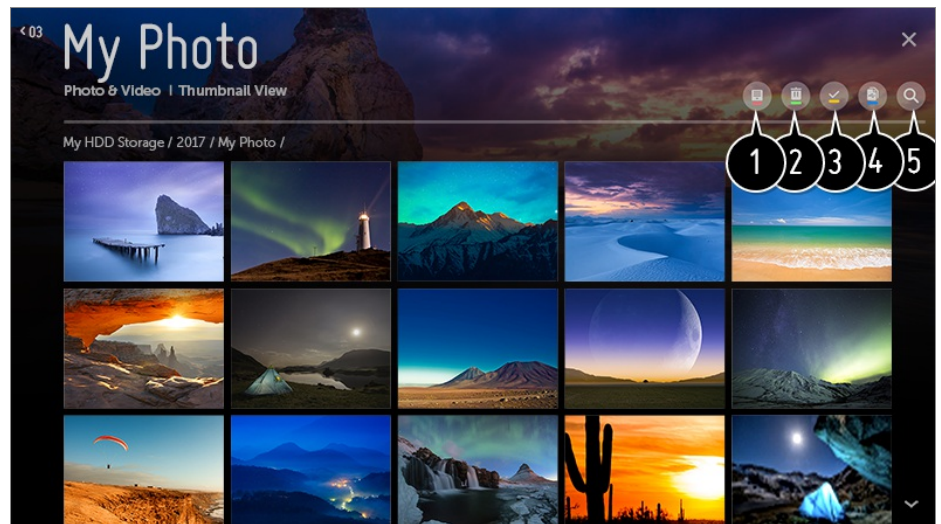 < 03
My Photo
Photo & Video I Thumbnail View
My HDD Storage / 2017 / My Photo /
1 2 3 4 5